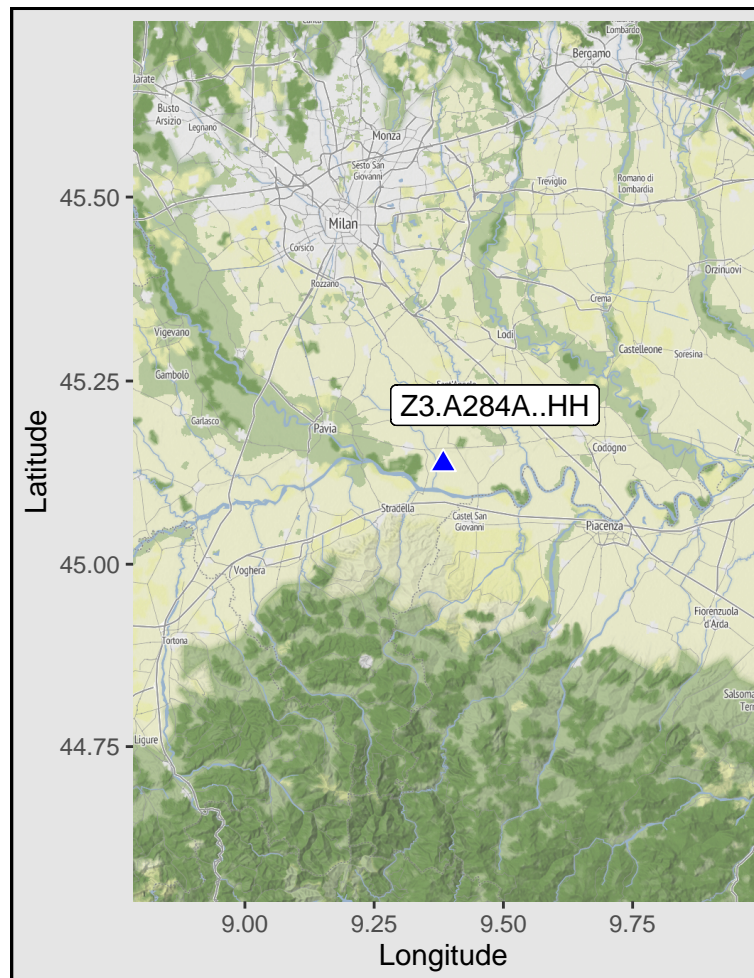 Lombardo
Bergamo
Busto
Arsizio
Legnano
Monza
Sesto San
Giovanni
Treviglio
Romano di
Lombardia
45.50
Milan
Corsico
Rozzano
Orzinuovi
Crema
Vigevano
Lodi
Castelleone
Soresina
Gambolò
45.25
Z3.A284A..HH
Garlasco
Pavia
Codogno
Latitude
Stradella
Castel San
Giovanni
Piacenza
45.00
Voghera
Fiorenzuola
d'Arda
Tortona
Salsoma
Ligure
44.75
9.00
9.25
9.50
9.75
Longitude